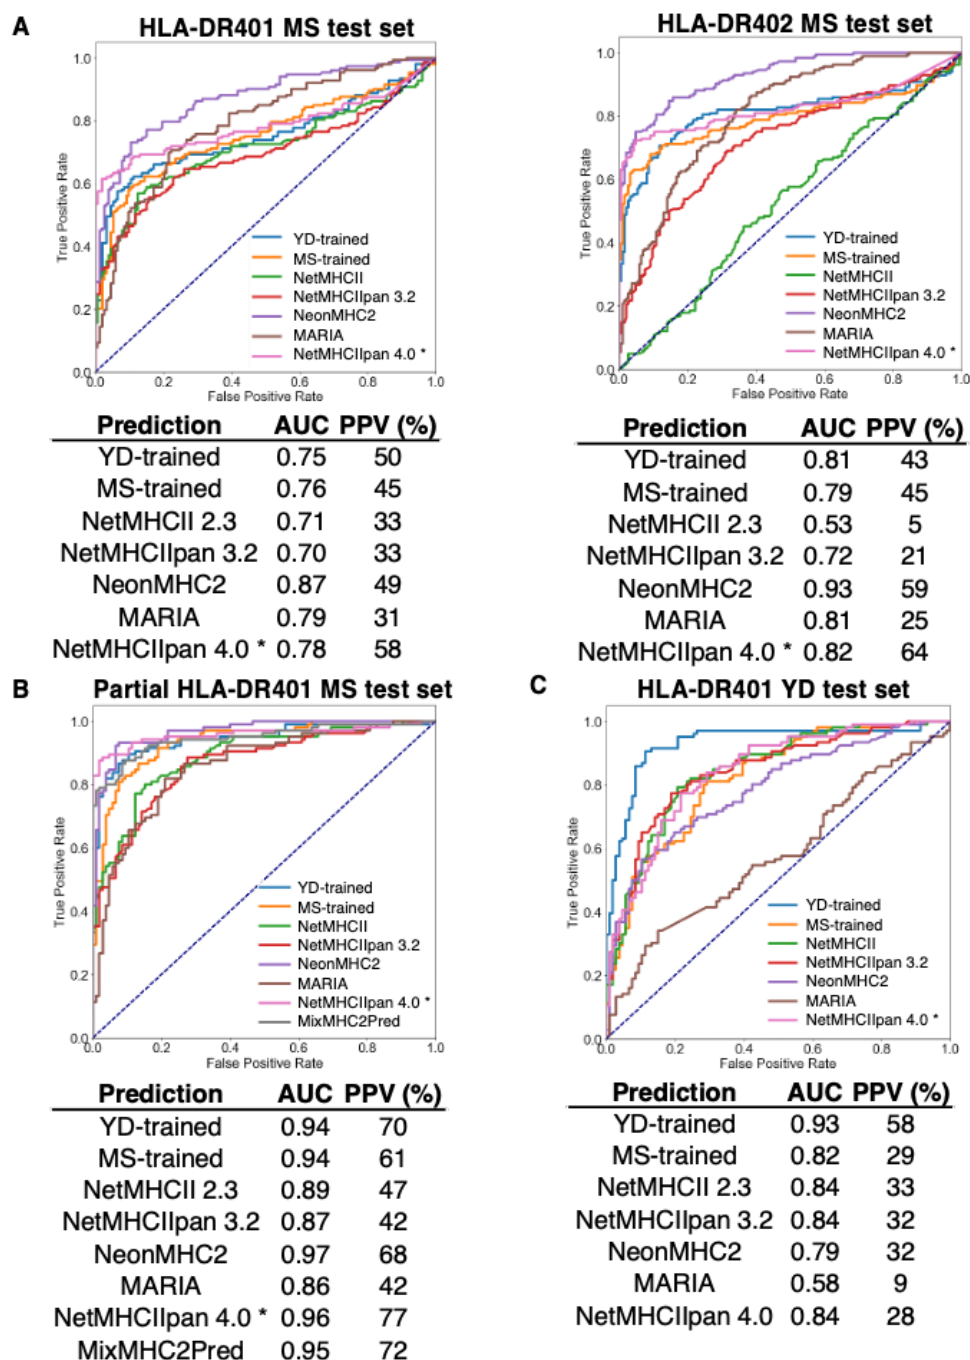 A
HLA-DR401 MS test set
True Positive Rate
1.0
0.8
0.6
0.4
0.2
0.0
0.0 0.2 0.4 0.6 0.8 1.0
False Positive Rate
YD-trained
MS-trained
NetMHCII
NetMHCIIpan 3.2
NeonMHC2
MARIA
NetMHCIIpan 4.0 *
Prediction AUC PPV (%)
YD-trained 0.75 50
MS-trained 0.76 45
NetMHCII 2.3 0.71 33
NetMHCIIpan 3.2 0.70 33
NeonMHC2 0.87 49
MARIA 0.79 31
NetMHCIIpan 4.0 * 0.78 58
HLA-DR402 MS test set
True Positive Rate
1.0
0.8
0.6
0.4
0.2
0.0
0.0 0.2 0.4 0.6 0.8 1.0
False Positive Rate
YD-trained
MS-trained
NetMHCII
NetMHCIIpan 3.2
NeonMHC2
MARIA
NetMHCIIpan 4.0 *
Prediction AUC PPV (%)
YD-trained 0.81 43
MS-trained 0.79 45
NetMHCII 2.3 0.53 5
NetMHCIIpan 3.2 0.72 21
NeonMHC2 0.93 59
MARIA 0.81 25
NetMHCIIpan 4.0 * 0.82 64
B
Partial HLA-DR401 MS test set
True Positive Rate
1.0
0.8
0.6
0.4
0.2
0.0
0.0 0.2 0.4 0.6 0.8 1.0
False Positive Rate
YD-trained
MS-trained
NetMHCII
NetMHCIIpan 3.2
NeonMHC2
MARIA
NetMHCIIpan 4.0 *
MixMHC2Pred
Prediction AUC PPV (%)
YD-trained 0.94 70
MS-trained 0.94 61
NetMHCII 2.3 0.89 47
NetMHCIIpan 3.2 0.87 42
NeonMHC2 0.97 68
MARIA 0.86 42
NetMHCIIpan 4.0 * 0.96 77
MixMHC2Pred 0.95 72
C
HLA-DR401 YD test set
True Positive Rate
1.0
0.8
0.6
0.4
0.2
0.0
0.0 0.2 0.4 0.6 0.8 1.0
False Positive Rate
YD-trained
MS-trained
NetMHCII
NetMHCIIpan 3.2
NeonMHC2
MARIA
NetMHCIIpan 4.0 *
Prediction AUC PPV (%)
YD-trained 0.93 58
MS-trained 0.82 29
NetMHCII 2.3 0.84 33
NetMHCIIpan 3.2 0.84 32
NeonMHC2 0.79 32
MARIA 0.58 9
NetMHCIIpan 4.0 0.84 28